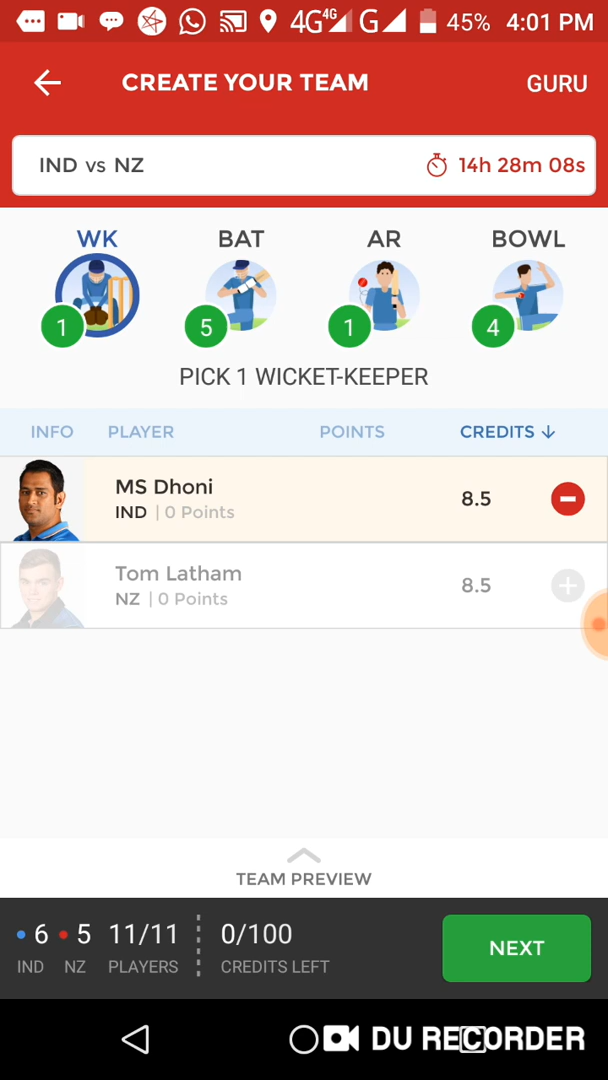 4G 4G G 45% 4:01 PM
CREATE YOUR TEAM GURU
IND vs NZ 14h 28m 08s
WK BAT AR BOWL
1 5 1 4
PICK 1 WICKET-KEEPER
INFO PLAYER POINTS CREDITS ↓
MS Dhoni
IND | 0 Points 8.5
Tom Latham
NZ | 0 Points 8.5
TEAM PREVIEW
6 5 11/11 0/100 NEXT
IND NZ PLAYERS CREDITS LEFT
DU RECORDER